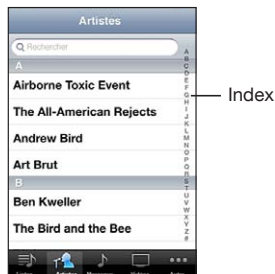 Artistes
Rechercher
A
Airborne Toxic Event
The All-American Rejects
Andrew Bird
Art Brut
B
Ben Kweller
The Bird and the Bee
A
B
C
D
E
F
G
H
I
J
K
L
M
N
O
P
Q
R
S
T
U
V
W
X
Y
Z
#
Index
Artistes